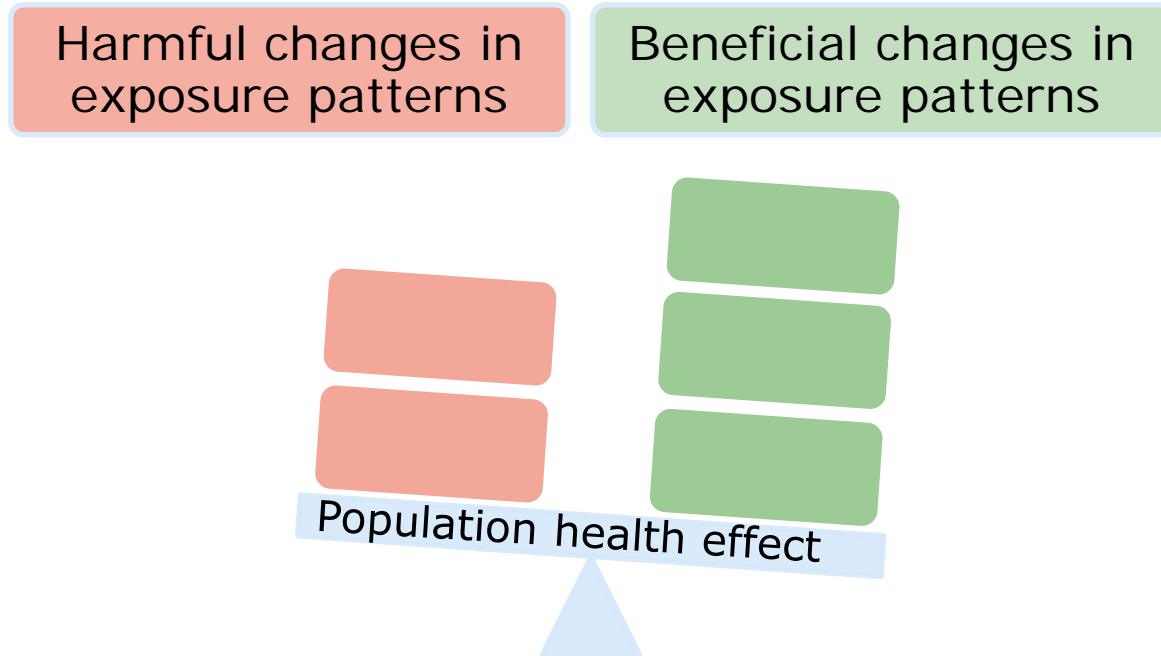 Harmful changes in
exposure patterns
Beneficial changes in
exposure patterns
Population health effect